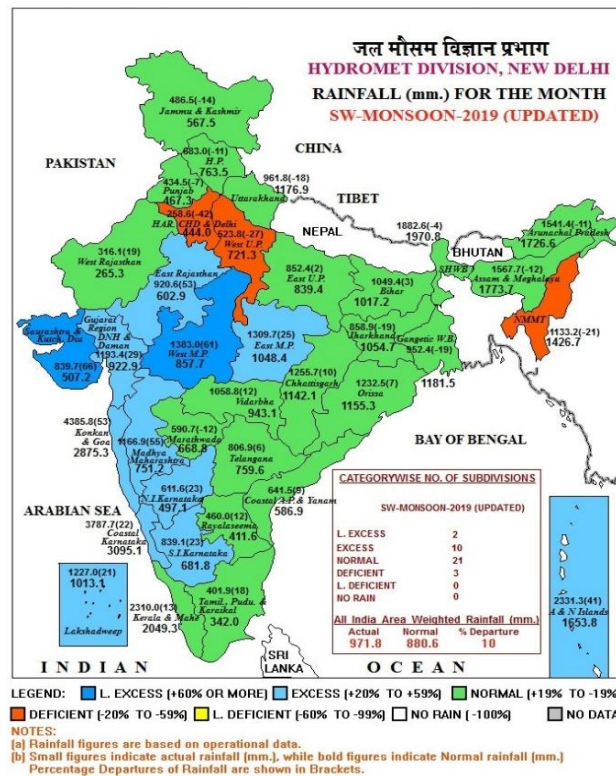 जल मौसम विज्ञान प्रभाग
HYDROMET DIVISION, NEW DELHI
RAINFALL (mm.) FOR THE MONTH
SW-MONSOON-2019 (UPDATED)
486.5(-14)
Jammu & Kashmir
567.5
CHINA
683.0(-11)
H.P.
763.5
PAKISTAN
434.5(-7)
Punjab
467.3
961.8(-18)
Uttarakhand
1176.9
TIBET
258.6(-42)
HAR. CHD & Delhi
444.0
523.8(-27)
West U.P.
721.3
NEPAL
1882.6(-4)
1970.8
SHWB
BHUTAN
1541.4(-11)
Arunachal Pradesh
1726.6
316.1(19)
West Rajasthan
265.3
East Rajasthan
920.6(53)
602.9
852.4(2)
East U.P.
839.4
1049.4(3)
Bihar
1017.2
1567.7(-12)
Assam & Meghalaya
1773.7
NMMT
1133.2(-21)
1426.7
Saurashtra &
Kutch, Diu
839.7(66)
507.2
Gujarat
Region
DNH &
Daman
1193.4(29)
922.9
1383.0(61)
West M.P.
857.7
1309.7(25)
East M.P.
1048.4
858.9(-19)
Jharkhand
1054.7
Gangetic W.B.
952.4(-19)
1181.5
1255.7(10)
Chhattisgarh
1142.1
1232.5(7)
Orissa
1155.3
1058.8(12)
Vidarbha
943.1
4385.8(53)
Konkan
& Goa
2875.3
590.7(-12)
Marathwada
668.8
1166.9(55)
Madhya
Maharashtra
751.2
806.9(6)
Telangana
759.6
BAY OF BENGAL
ARABIAN SEA
611.6(23)
N.I.Karnataka
497.1
641.5(9)
Coastal A.P. & Yanam
586.9
3787.7(22)
Coastal
Karnataka
3095.1
460.0(12)
Rayalaseema
411.6
839.1(23)
S.I.Karnataka
681.8
1227.0(21)
1013.1
Lakshadweep
2310.0(13)
Kerala & Mahe
2049.3
401.9(18)
Tamil., Pudu. &
Karaikal
342.0
2331.3(41)
A & N Islands
1653.8
SRI
LANKA
INDIAN OCEAN
CATEGORYWISE NO. OF SUBDIVISIONS
SW-MONSOON-2019 (UPDATED)
L. EXCESS 2
EXCESS 10
NORMAL 21
DEFICIENT 3
L. DEFICIENT 0
NO RAIN 0
All India Area Weighted Rainfall (mm.)
Actual Normal % Departure
971.8 880.6 10
LEGEND: L. EXCESS (+60% OR MORE) EXCESS (+20% TO +59%) NORMAL (+19% TO -19%)
DEFICIENT (-20% TO -59%) L. DEFICIENT (-60% TO -99%) NO RAIN (-100%) NO DATA
NOTES:
(a) Rainfall figures are based on operational data.
(b) Small figures indicate actual rainfall (mm.), while bold figures indicate Normal rainfall (mm.)
Percentage Departures of Rainfall are shown in Brackets.